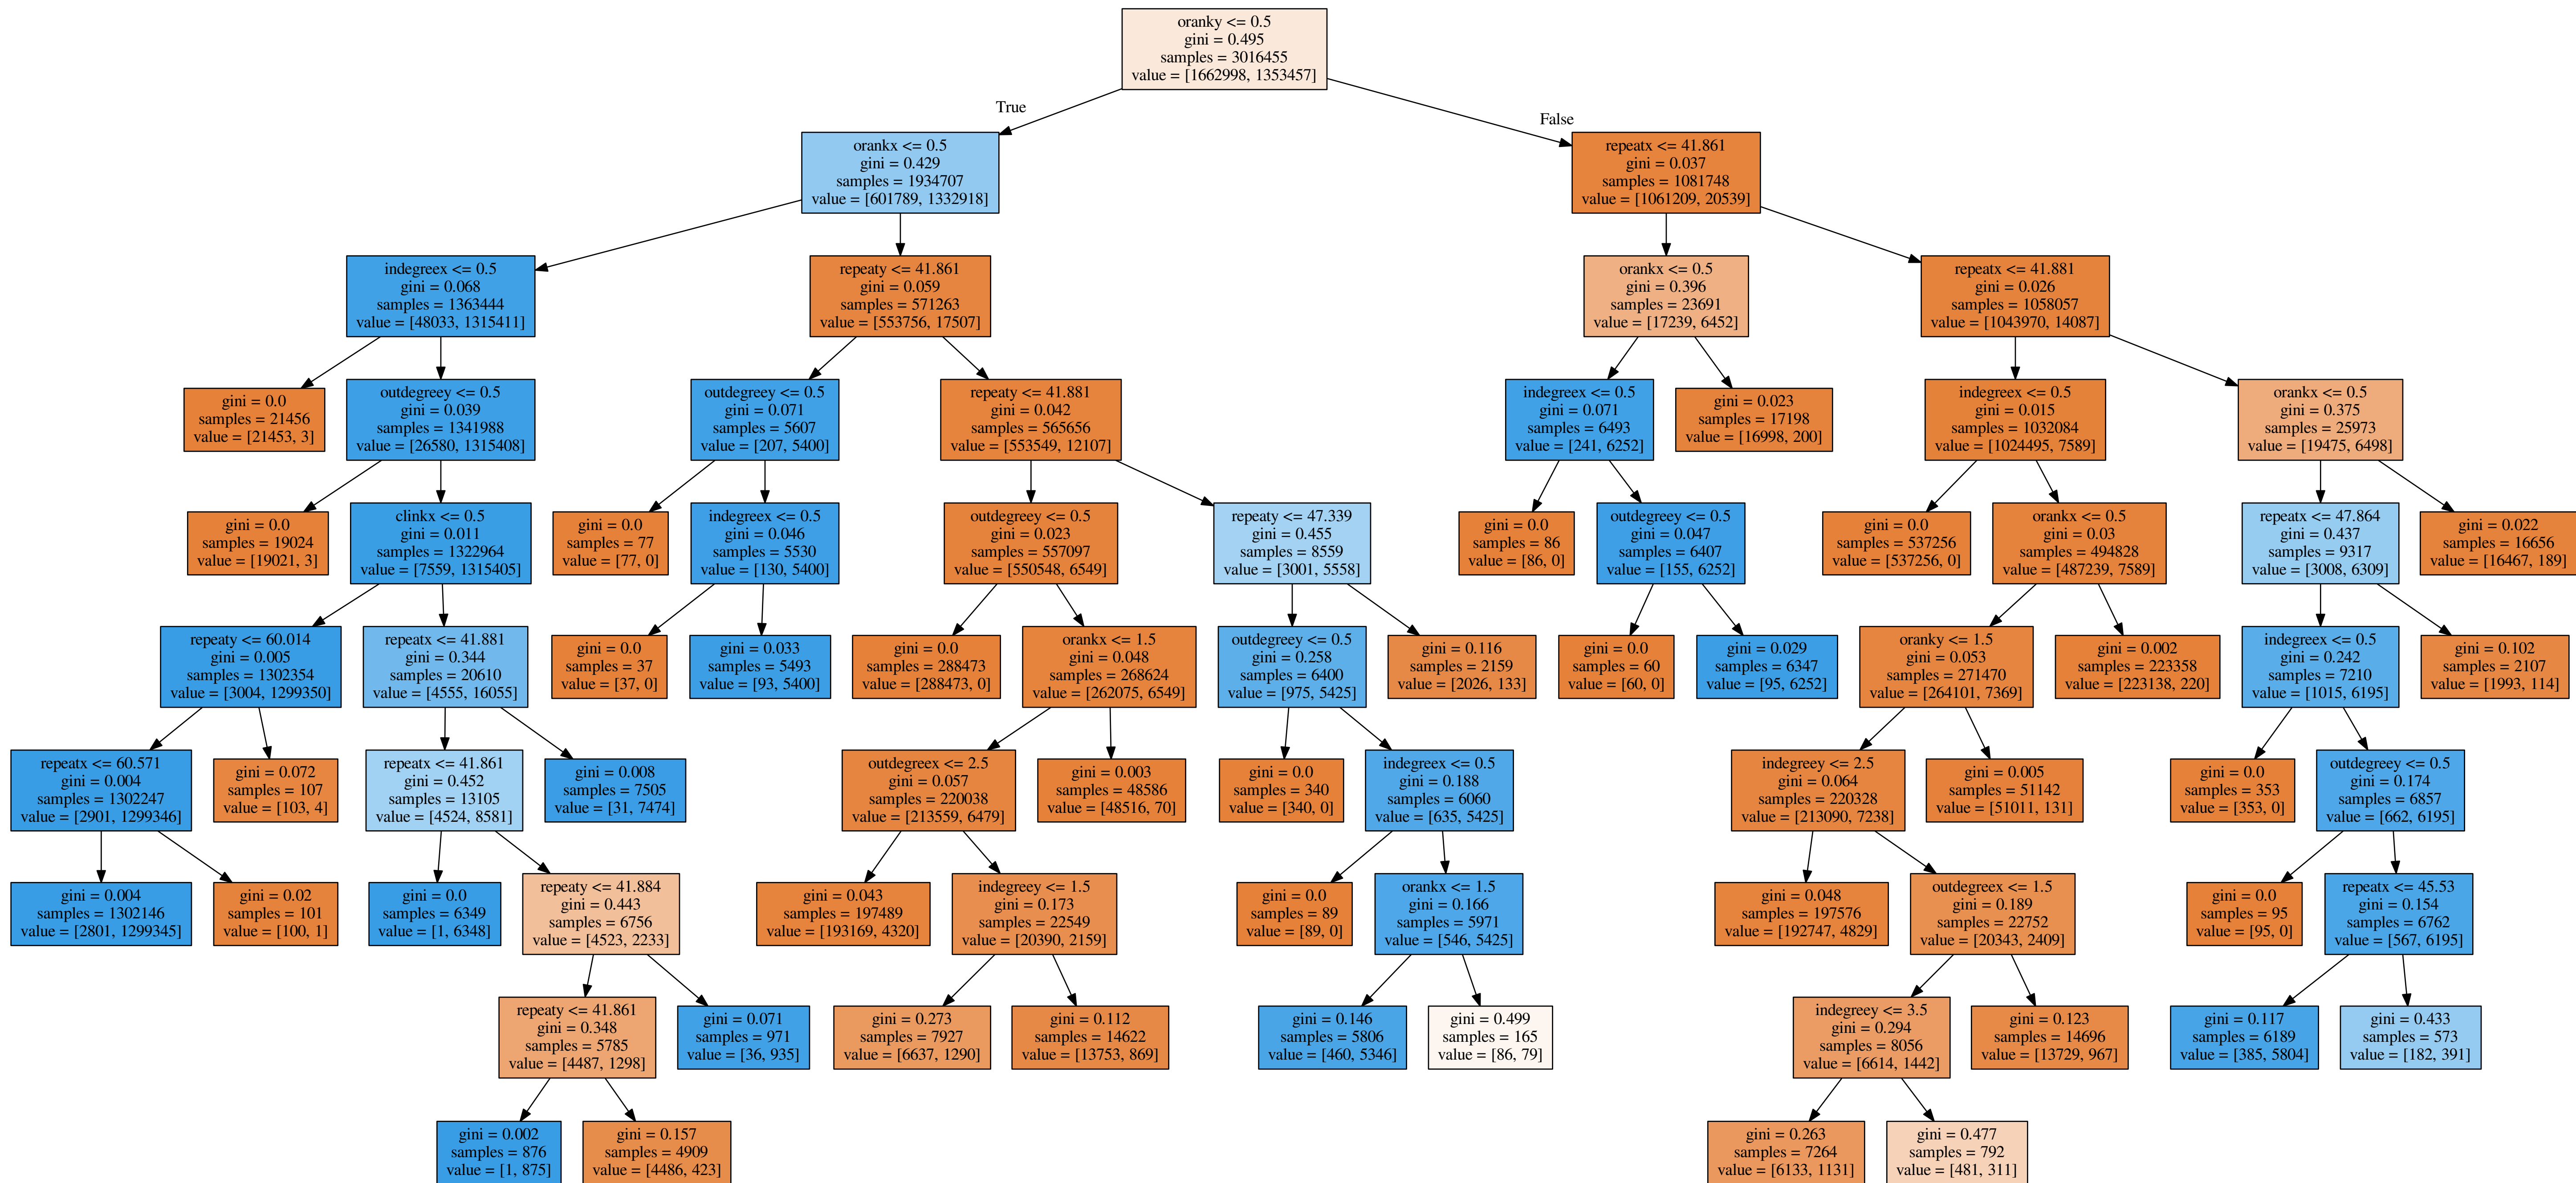 oranky <= 0.5
gini = 0.495
samples = 3016455
value = [1662998, 1353457]
True
False
orankx <= 0.5
gini = 0.429
samples = 1934707
value = [601789, 1332918]
repeatx <= 41.861
gini = 0.037
samples = 1081748
value = [1061209, 20539]
indegreex <= 0.5
gini = 0.068
samples = 1363444
value = [48033, 1315411]
repeaty <= 41.861
gini = 0.059
samples = 571263
value = [553756, 17507]
orankx <= 0.5
gini = 0.396
samples = 23691
value = [17239, 6452]
repeatx <= 41.881
gini = 0.026
samples = 1058057
value = [1043970, 14087]
gini = 0.0
samples = 21456
value = [21453, 3]
outdegreey <= 0.5
gini = 0.039
samples = 1341988
value = [26580, 1315408]
outdegreey <= 0.5
gini = 0.071
samples = 5607
value = [207, 5400]
repeaty <= 41.881
gini = 0.042
samples = 565656
value = [553549, 12107]
indegreex <= 0.5
gini = 0.071
samples = 6493
value = [241, 6252]
gini = 0.023
samples = 17198
value = [16998, 200]
indegreex <= 0.5
gini = 0.015
samples = 1032084
value = [1024495, 7589]
orankx <= 0.5
gini = 0.375
samples = 25973
value = [19475, 6498]
gini = 0.0
samples = 19024
value = [19021, 3]
clinkx <= 0.5
gini = 0.011
samples = 1322964
value = [7559, 1315405]
gini = 0.0
samples = 77
value = [77, 0]
indegreex <= 0.5
gini = 0.046
samples = 5530
value = [130, 5400]
outdegreey <= 0.5
gini = 0.023
samples = 557097
value = [550548, 6549]
repeaty <= 47.339
gini = 0.455
samples = 8559
value = [3001, 5558]
gini = 0.0
samples = 86
value = [86, 0]
outdegreey <= 0.5
gini = 0.047
samples = 6407
value = [155, 6252]
gini = 0.0
samples = 537256
value = [537256, 0]
orankx <= 0.5
gini = 0.03
samples = 494828
value = [487239, 7589]
repeatx <= 47.864
gini = 0.437
samples = 9317
value = [3008, 6309]
gini = 0.022
samples = 16656
value = [16467, 189]
repeaty <= 60.014
gini = 0.005
samples = 1302354
value = [3004, 1299350]
repeatx <= 41.881
gini = 0.344
samples = 20610
value = [4555, 16055]
gini = 0.0
samples = 37
value = [37, 0]
gini = 0.033
samples = 5493
value = [93, 5400]
gini = 0.0
samples = 288473
value = [288473, 0]
orankx <= 1.5
gini = 0.048
samples = 268624
value = [262075, 6549]
outdegreey <= 0.5
gini = 0.258
samples = 6400
value = [975, 5425]
gini = 0.116
samples = 2159
value = [2026, 133]
gini = 0.0
samples = 60
value = [60, 0]
gini = 0.029
samples = 6347
value = [95, 6252]
oranky <= 1.5
gini = 0.053
samples = 271470
value = [264101, 7369]
gini = 0.002
samples = 223358
value = [223138, 220]
indegreex <= 0.5
gini = 0.242
samples = 7210
value = [1015, 6195]
gini = 0.102
samples = 2107
value = [1993, 114]
repeatx <= 60.571
gini = 0.004
samples = 1302247
value = [2901, 1299346]
gini = 0.072
samples = 107
value = [103, 4]
repeatx <= 41.861
gini = 0.452
samples = 13105
value = [4524, 8581]
gini = 0.008
samples = 7505
value = [31, 7474]
outdegreex <= 2.5
gini = 0.057
samples = 220038
value = [213559, 6479]
gini = 0.003
samples = 48586
value = [48516, 70]
gini = 0.0
samples = 340
value = [340, 0]
indegreex <= 0.5
gini = 0.188
samples = 6060
value = [635, 5425]
indegreey <= 2.5
gini = 0.064
samples = 220328
value = [213090, 7238]
gini = 0.005
samples = 51142
value = [51011, 131]
gini = 0.0
samples = 353
value = [353, 0]
outdegreey <= 0.5
gini = 0.174
samples = 6857
value = [662, 6195]
gini = 0.004
samples = 1302146
value = [2801, 1299345]
gini = 0.02
samples = 101
value = [100, 1]
gini = 0.0
samples = 6349
value = [1, 6348]
repeaty <= 41.884
gini = 0.443
samples = 6756
value = [4523, 2233]
gini = 0.043
samples = 197489
value = [193169, 4320]
indegreey <= 1.5
gini = 0.173
samples = 22549
value = [20390, 2159]
gini = 0.0
samples = 89
value = [89, 0]
orankx <= 1.5
gini = 0.166
samples = 5971
value = [546, 5425]
gini = 0.048
samples = 197576
value = [192747, 4829]
outdegreex <= 1.5
gini = 0.189
samples = 22752
value = [20343, 2409]
gini = 0.0
samples = 95
value = [95, 0]
repeatx <= 45.53
gini = 0.154
samples = 6762
value = [567, 6195]
repeaty <= 41.861
gini = 0.348
samples = 5785
value = [4487, 1298]
gini = 0.071
samples = 971
value = [36, 935]
gini = 0.273
samples = 7927
value = [6637, 1290]
gini = 0.112
samples = 14622
value = [13753, 869]
gini = 0.146
samples = 5806
value = [460, 5346]
gini = 0.499
samples = 165
value = [86, 79]
indegreey <= 3.5
gini = 0.294
samples = 8056
value = [6614, 1442]
gini = 0.123
samples = 14696
value = [13729, 967]
gini = 0.117
samples = 6189
value = [385, 5804]
gini = 0.433
samples = 573
value = [182, 391]
gini = 0.002
samples = 876
value = [1, 875]
gini = 0.157
samples = 4909
value = [4486, 423]
gini = 0.263
samples = 7264
value = [6133, 1131]
gini = 0.477
samples = 792
value = [481, 311]